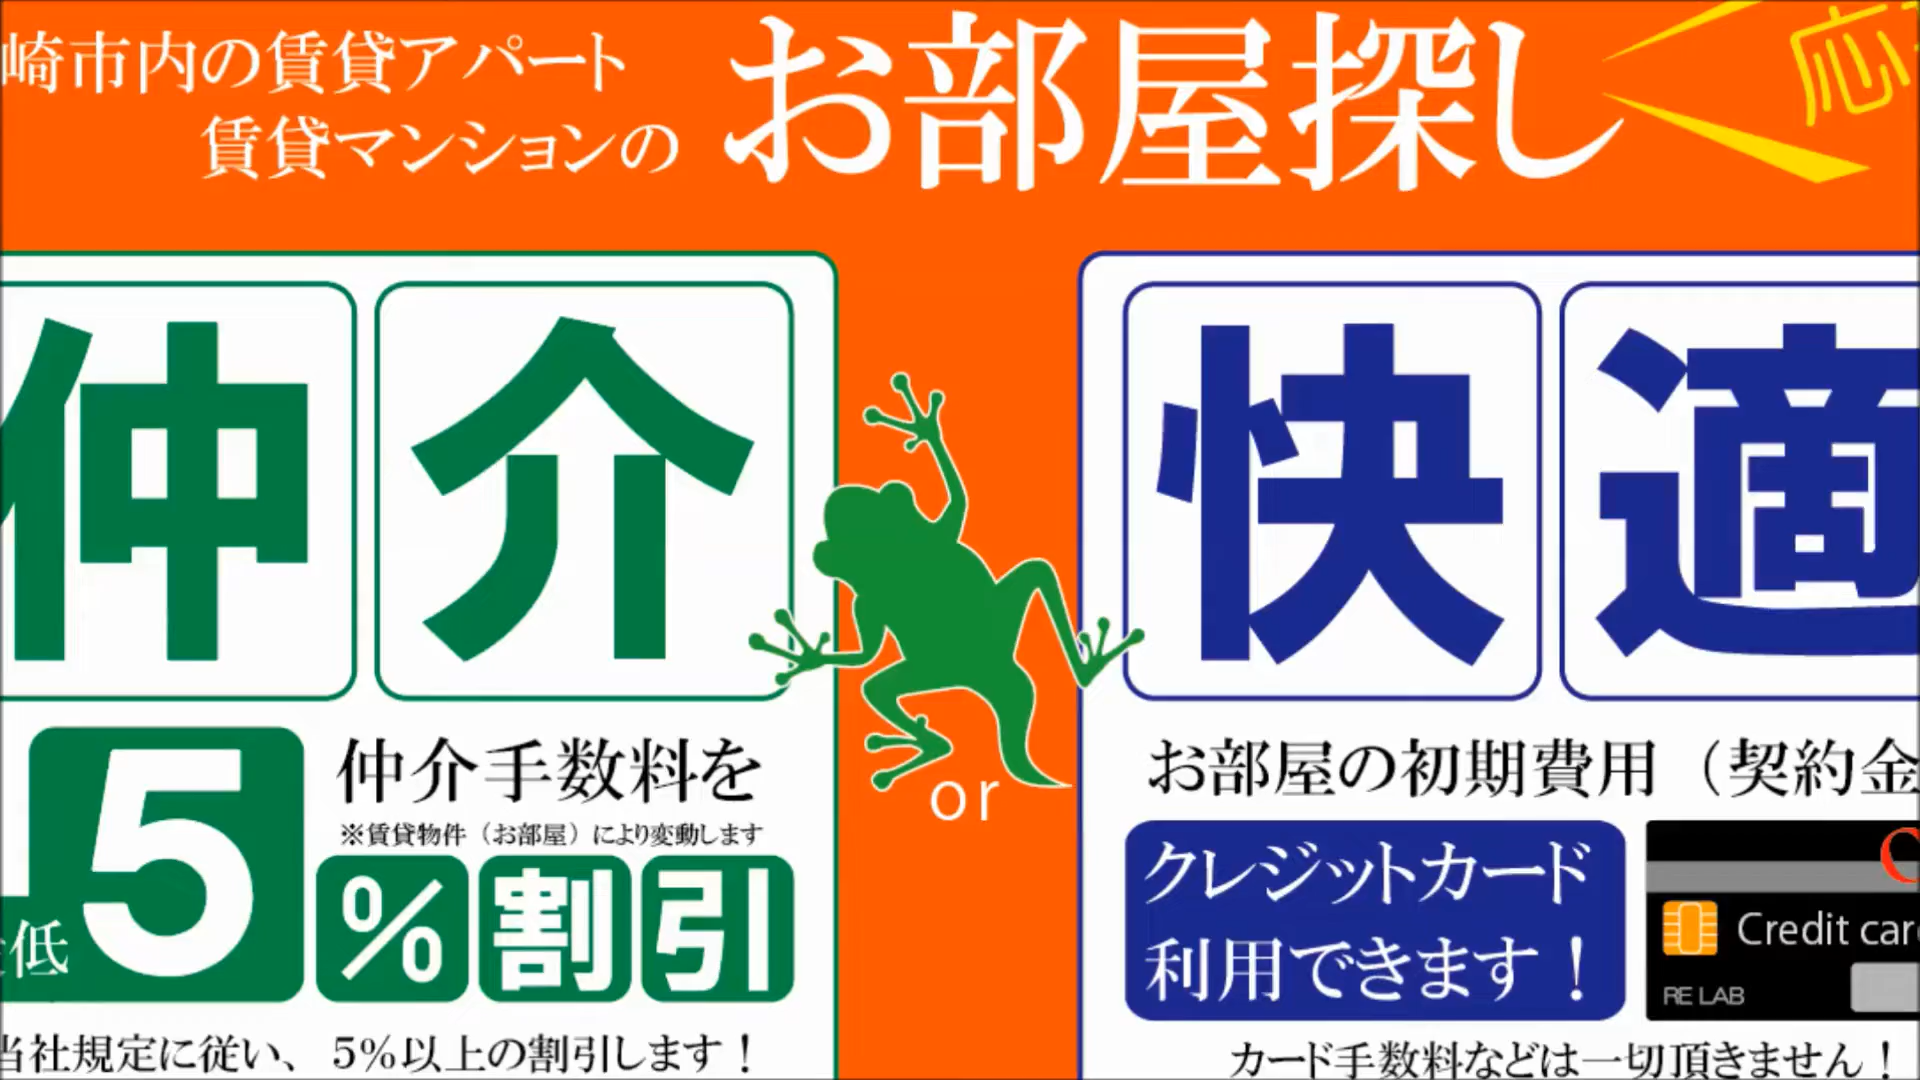 崎市内の賃貸アパート
賃貸マンションの
お部屋探し
応
仲介
5
低
仲介手数料を
※賃貸物件（お部屋）により変動します
%割引
当社規定に従い、5%以上の割引します！
or
快適
お部屋の初期費用（契約金
クレジットカード
利用できます！
Credit car
RE LAB
カード手数料などは一切頂きません！